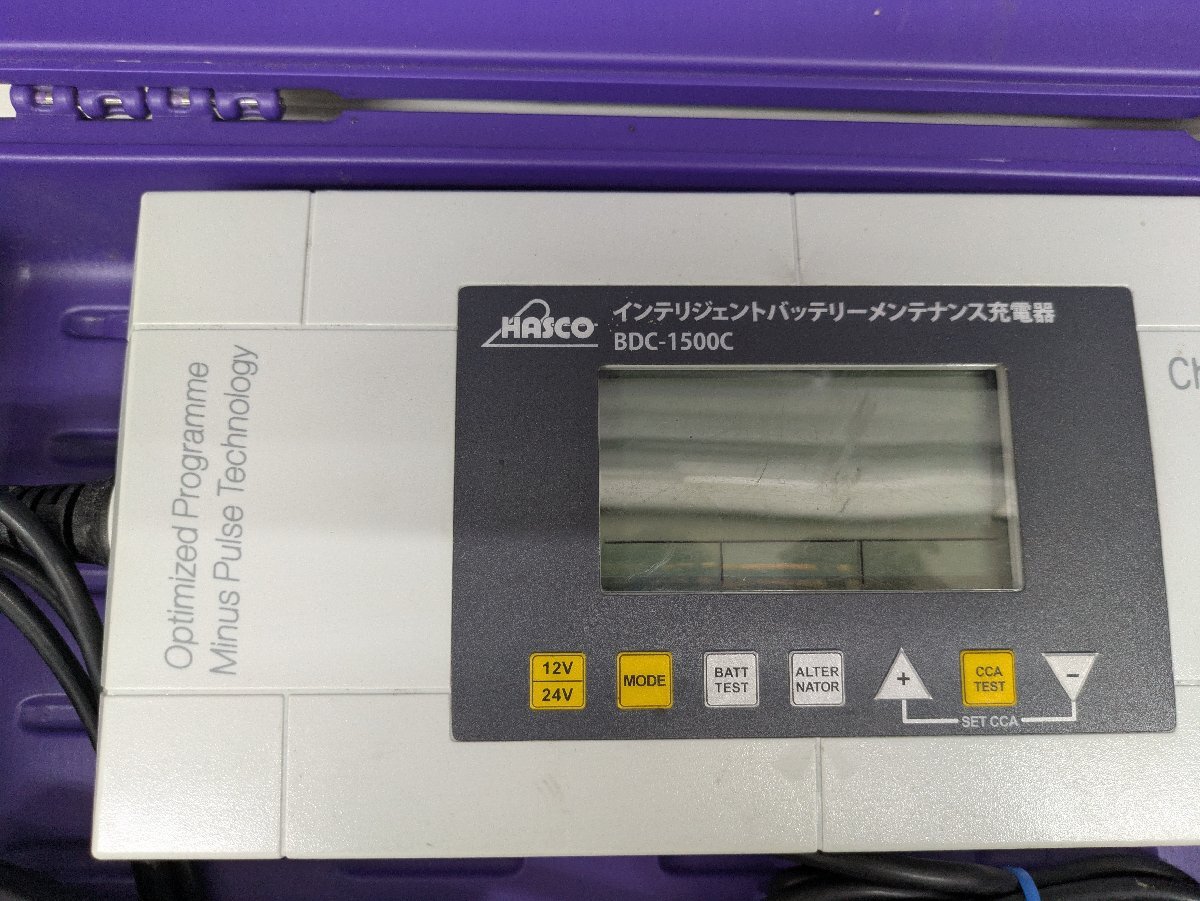 HASCO
インテリジェントバッテリーメンテナンス充電器
BDC-1500C
Optimized Programme
Minus Pulse Technology
Ch
12V
24V
MODE
BATT
TEST
ALTER
NATOR
+
CCA
TEST
-
SET CCA